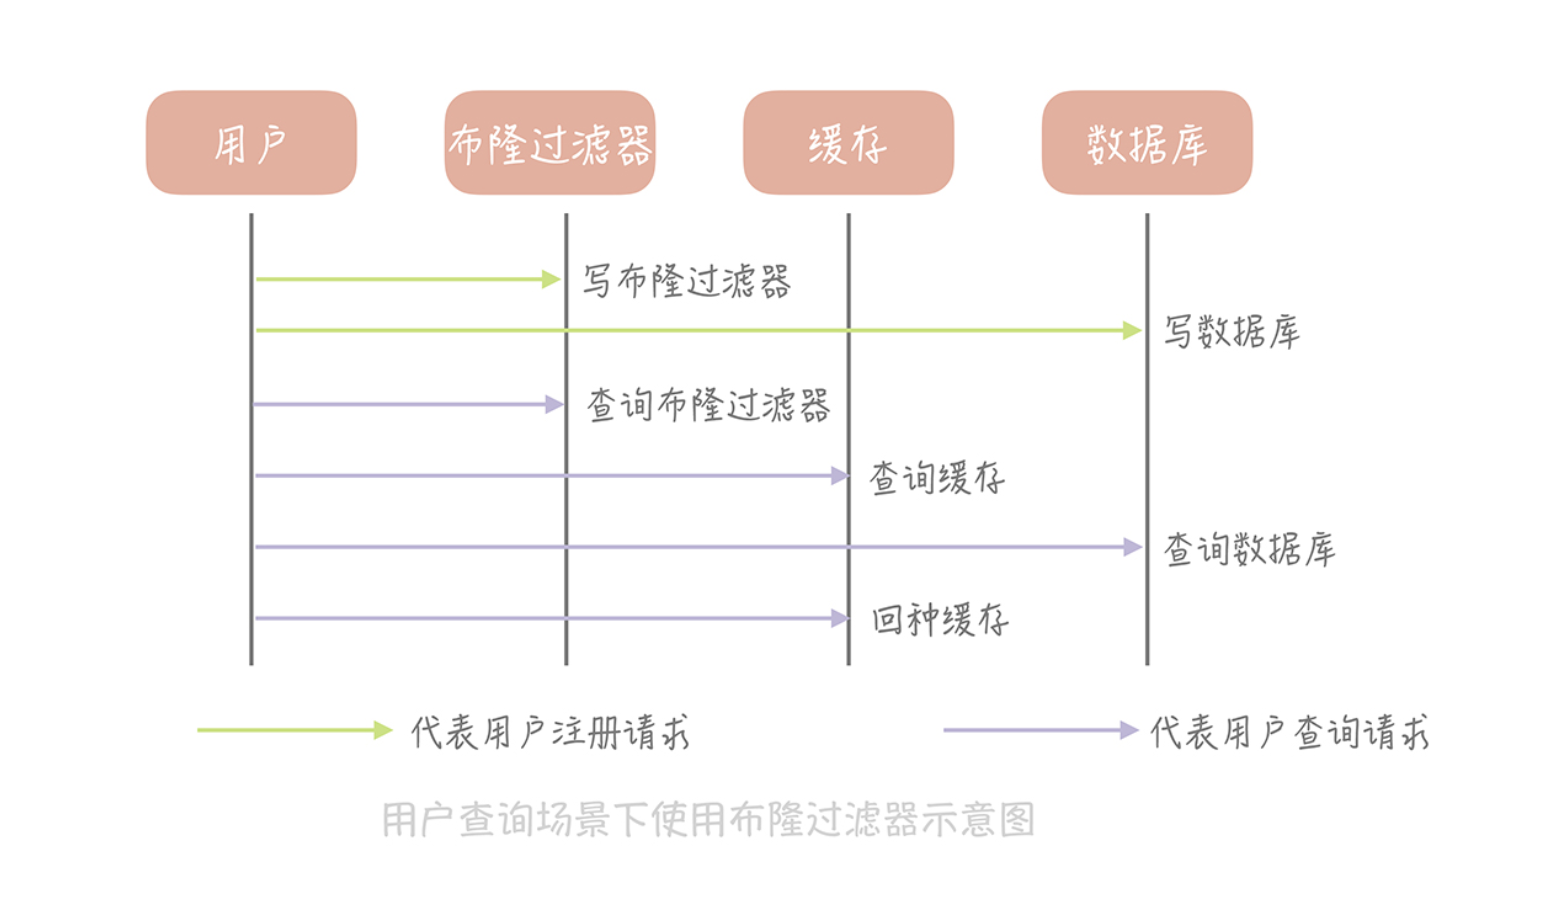 用户
布隆过滤器
缓存
数据库
写布隆过滤器
写数据库
查询布隆过滤器
查询缓存
查询数据库
回种缓存
代表用户注册请求
代表用户查询请求
用户查询场景下使用布隆过滤器示意图